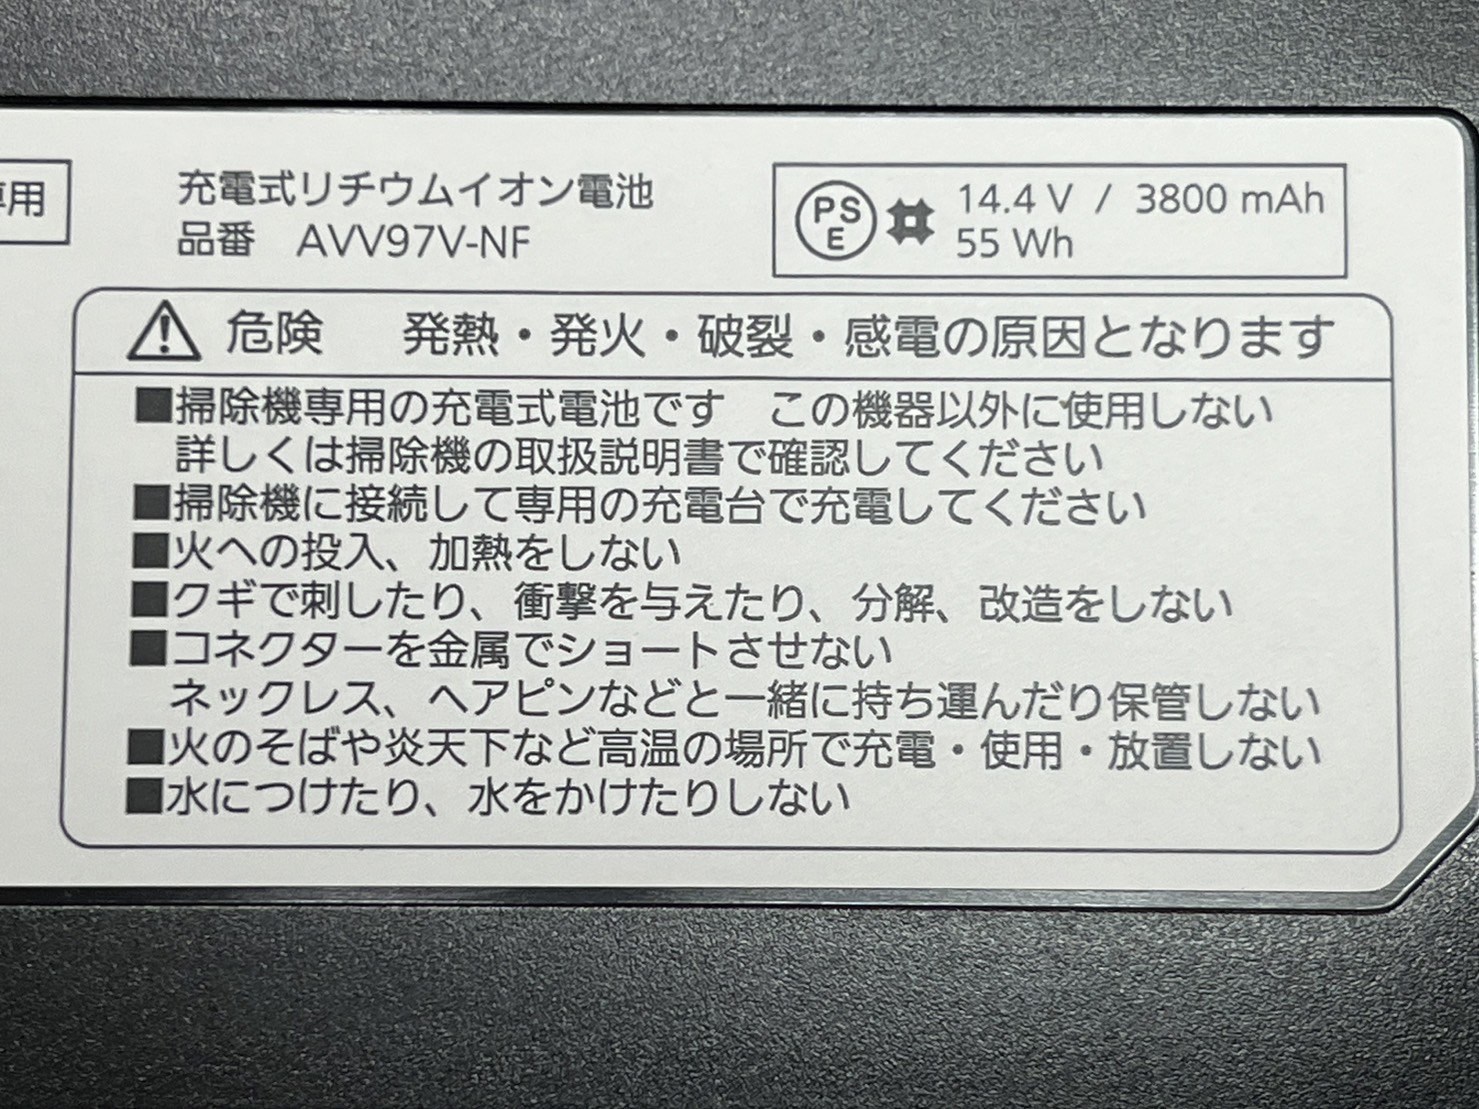 用
充電式リチウムイオン電池
品番　AVV97V-NF
PS
E
14.4 V / 3800 mAh
55 Wh
危険　発熱・発火・破裂・感電の原因となります
■掃除機専用の充電式電池です　この機器以外に使用しない
詳しくは掃除機の取扱説明書で確認してください
■掃除機に接続して専用の充電台で充電してください
■火への投入、加熱をしない
■クギで刺したり、衝撃を与えたり、分解、改造をしない
■コネクターを金属でショートさせない
ネックレス、ヘアピンなどと一緒に持ち運んだり保管しない
■火のそばや炎天下など高温の場所で充電・使用・放置しない
■水につけたり、水をかけたりしない